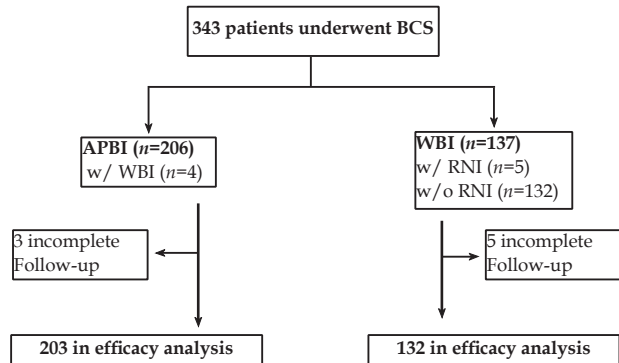 343 patients underwent BCS
APBI (n=206)
w/ WBI (n=4)
WBI (n=137)
w/ RNI (n=5)
w/o RNI (n=132)
3 incomplete
Follow-up
5 incomplete
Follow-up
203 in efficacy analysis
132 in efficacy analysis